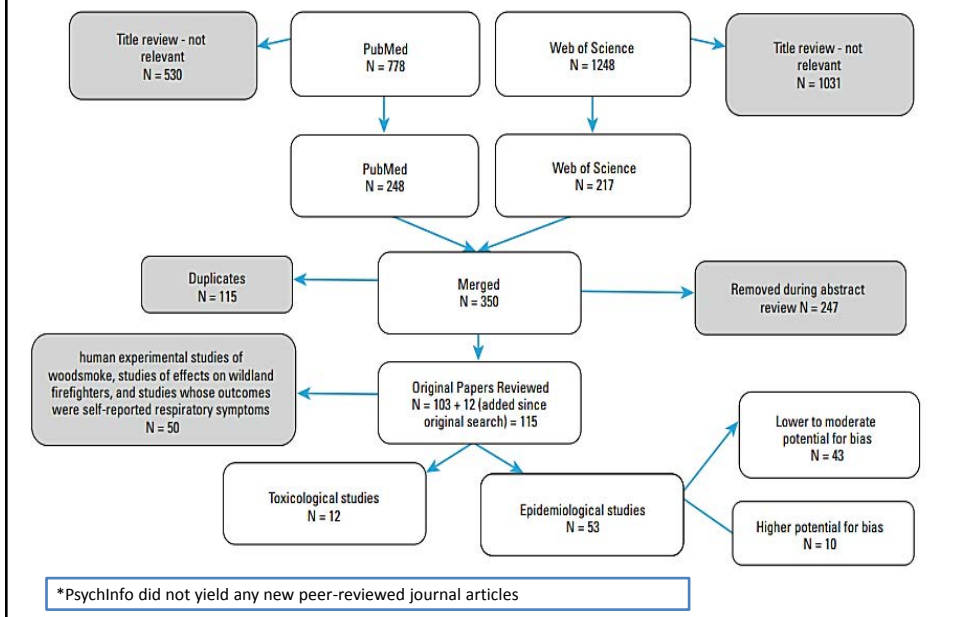 Title review - not
relevant
N = 530
PubMed
N = 778
Web of Science
N = 1248
Title review - not
relevant
N = 1031
PubMed
N = 248
Web of Science
N = 217
Duplicates
N = 115
Merged
N = 350
Removed during abstract
review N = 247
human experimental studies of
woodsmoke, studies of effects on wildland
firefighters, and studies whose outcomes
were self-reported respiratory symptoms
N = 50
Original Papers Reviewed
N = 103 + 12 (added since
original search) = 115
Lower to moderate
potential for bias
N = 43
Toxicological studies
N = 12
Epidemiological studies
N = 53
Higher potential for bias
N = 10
*PsychInfo did not yield any new peer-reviewed journal articles